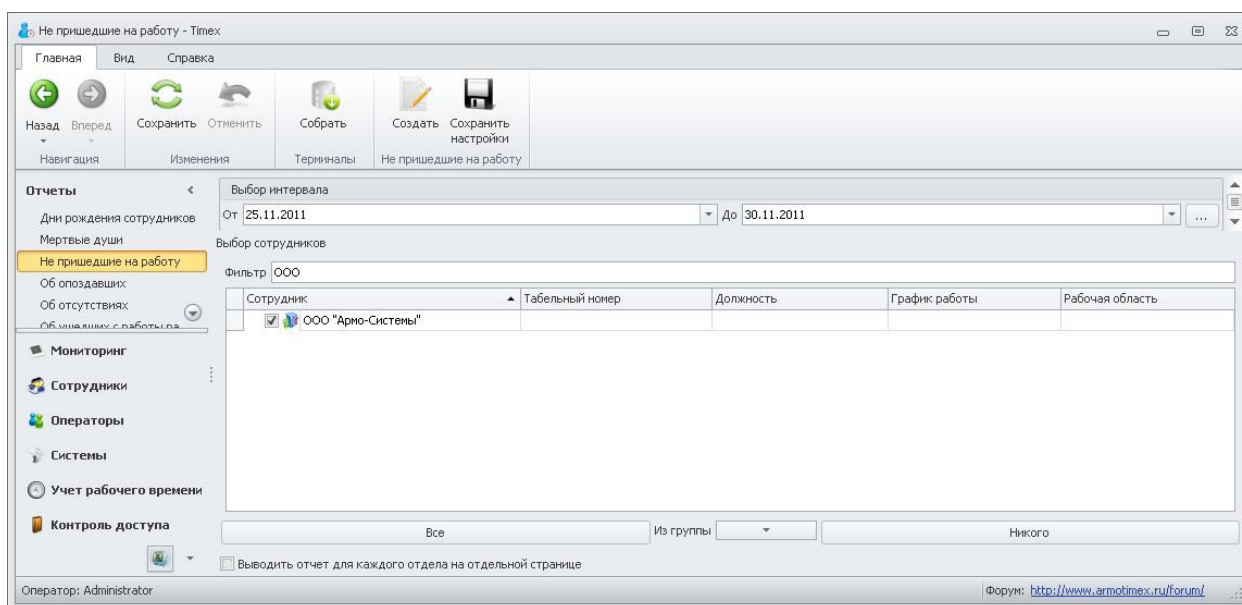 Не пришедшие на работу - Timex
Главная Вид Справка
Назад Вперед Сохранить Отменить Собрать Создать Сохранить настройки
Навигация Изменения Терминалы Не пришедшие на работу
Отчеты
Дни рождения сотрудников
Мертвые души
Не пришедшие на работу
Об опоздавших
Об отсутствиях
Об ушедших с работы ра
Мониторинг
Сотрудники
Операторы
Системы
Учет рабочего времени
Контроль доступа
Выбор интервала
От 25.11.2011 До 30.11.2011 ...
Выбор сотрудников
Фильтр ООО
Сотрудник Табельный номер Должность График работы Рабочая область
ООО "Армо-Системы"
Все Из группы Никого
Выводить отчет для каждого отдела на отдельной странице
Оператор: Administrator Форум: http://www.armotimex.ru/forum/